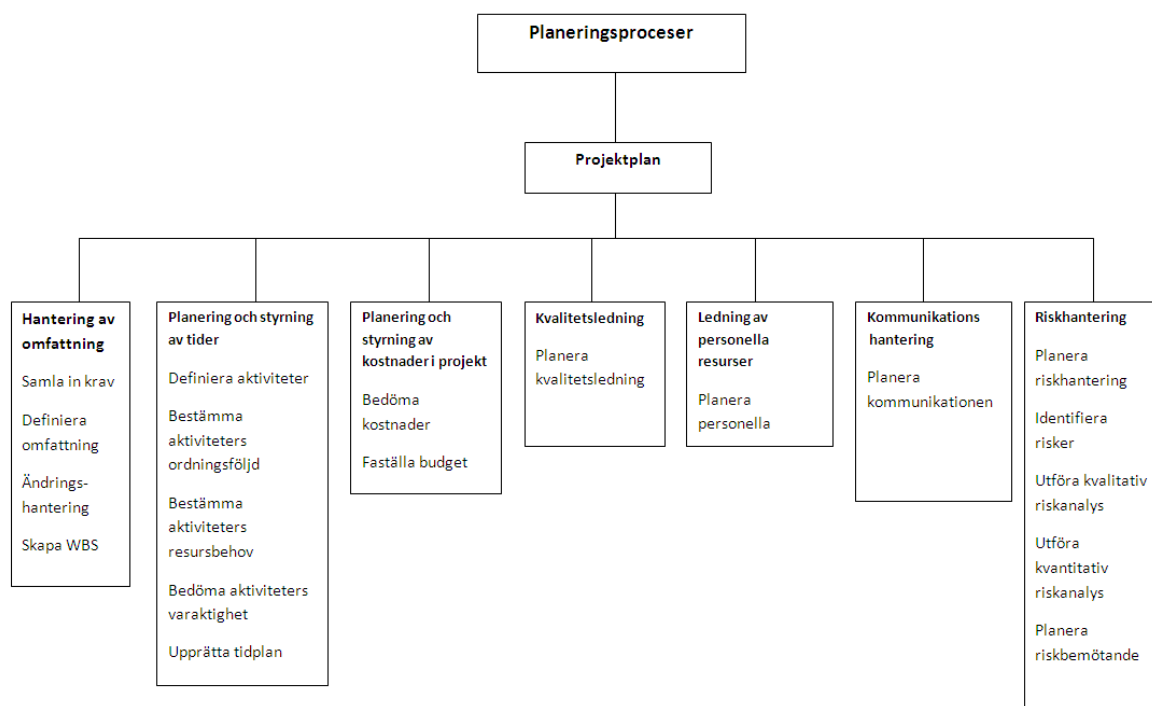 Planeringsproceser
Projektplan
Hantering av
omfattning
Samla in krav
Definiera
omfattning
Ändrings-
hantering
Skapa WBS
Planering och styrning
av tider
Definiera aktiviteter
Bestämma
aktiviteters
ordningsföljd
Bestämma
aktiviteters
resursbehov
Bedöma aktiviteters
varaktighet
Upprätta tidplan
Planering och
styrning av
kostnader i projekt
Bedöma
kostnader
Faställa budget
Kvalitetsledning
Planera
kvalitetsledning
Ledning av
personella
resurser
Planera
personella
Kommunikations
hantering
Planera
kommunikationen
Riskhantering
Planera
riskhantering
Identifiera
risker
Utföra kvalitativ
riskanalys
Utföra
kvantitativ
riskanalys
Planera
riskbemötande